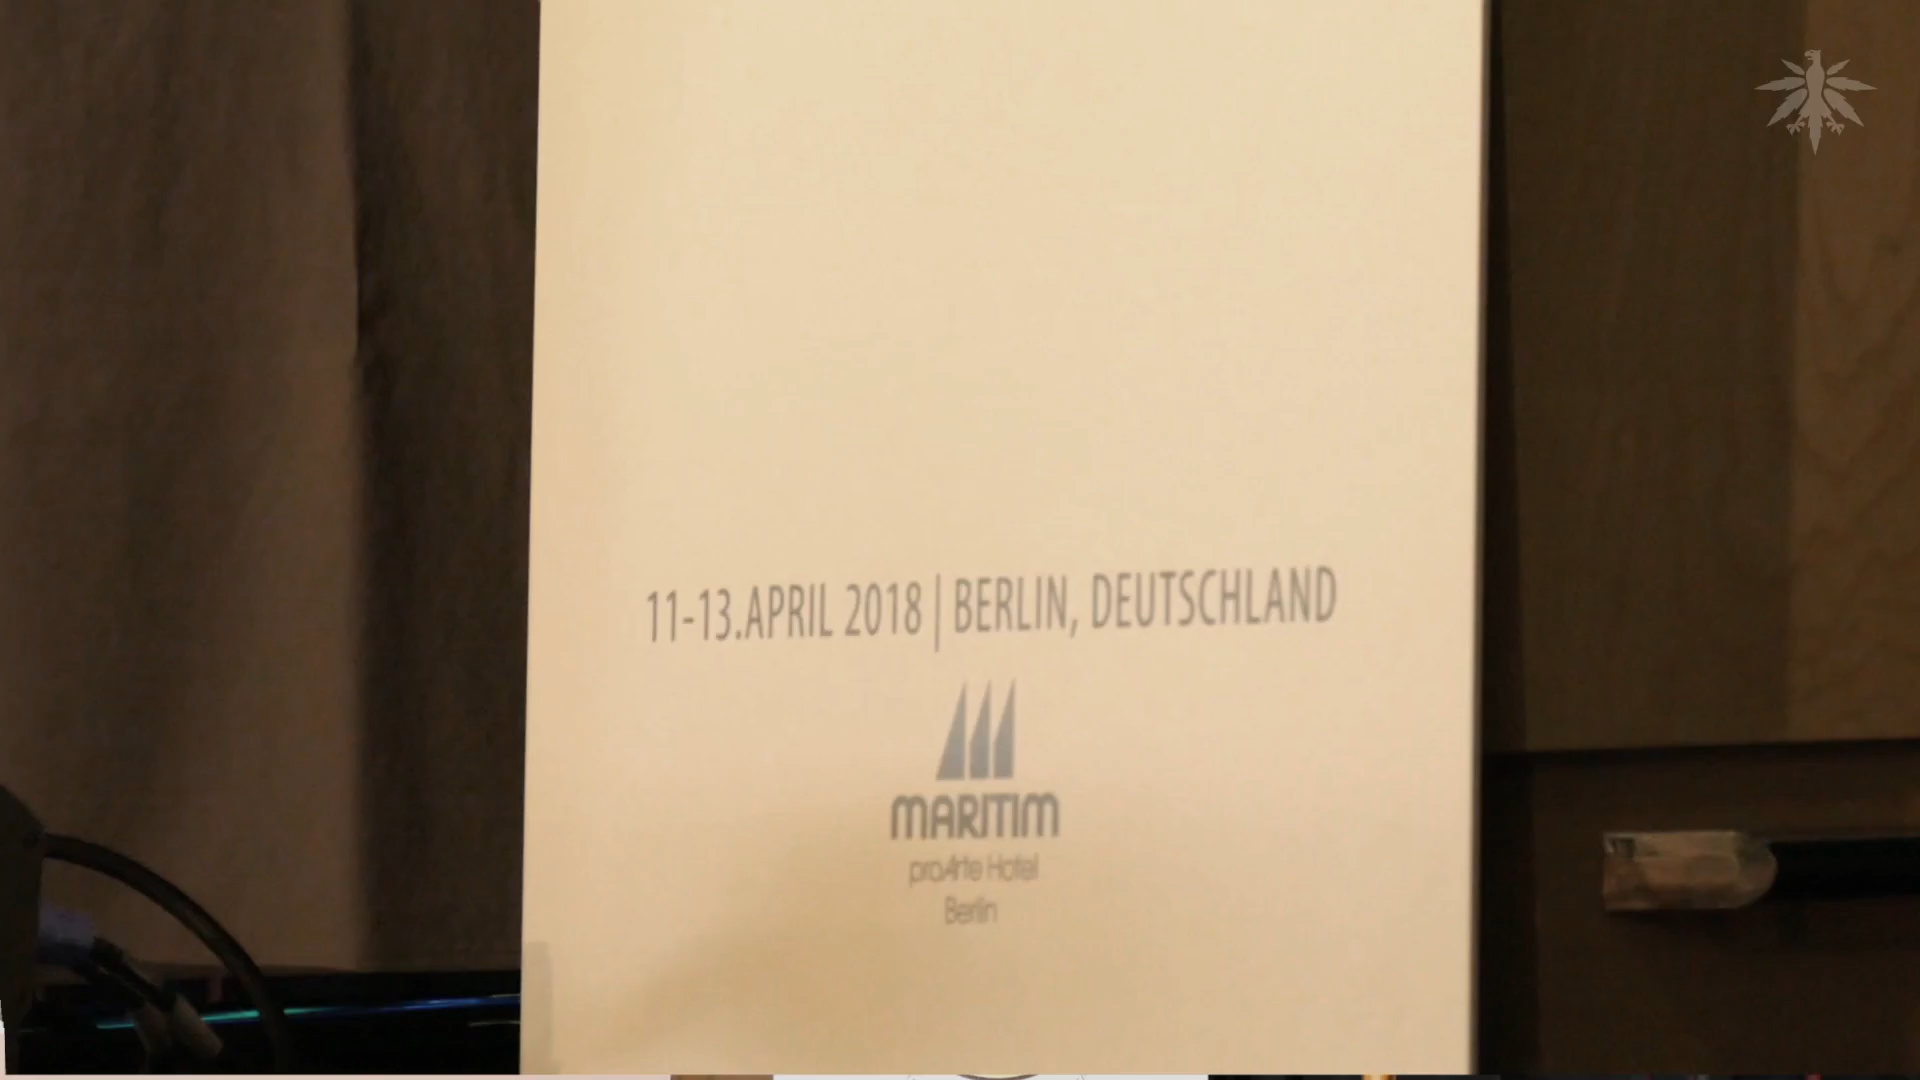 11-13.APRIL 2018 | BERLIN, DEUTSCHLAND
MARITIM
proArte Hotel
Berlin